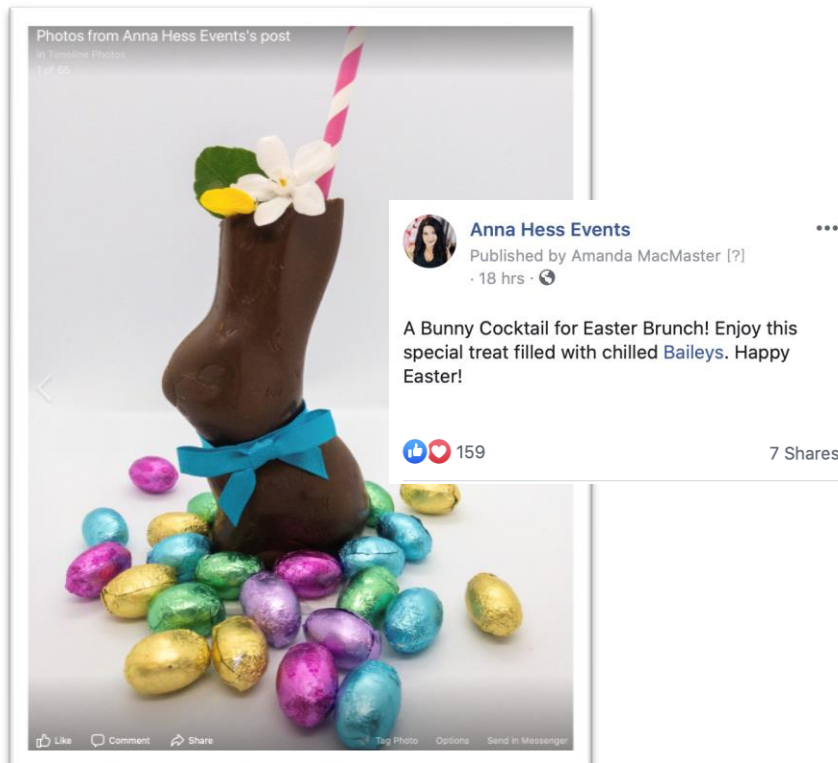 Photos from Anna Hess Events's post
in Timeline Photos
1 of 65
Anna Hess Events
Published by Amanda MacMaster [?]
· 18 hrs ·
A Bunny Cocktail for Easter Brunch! Enjoy this
special treat filled with chilled Baileys. Happy
Easter!
159
7 Shares
Like Comment Share
Tag Photo Options Send in Messenger